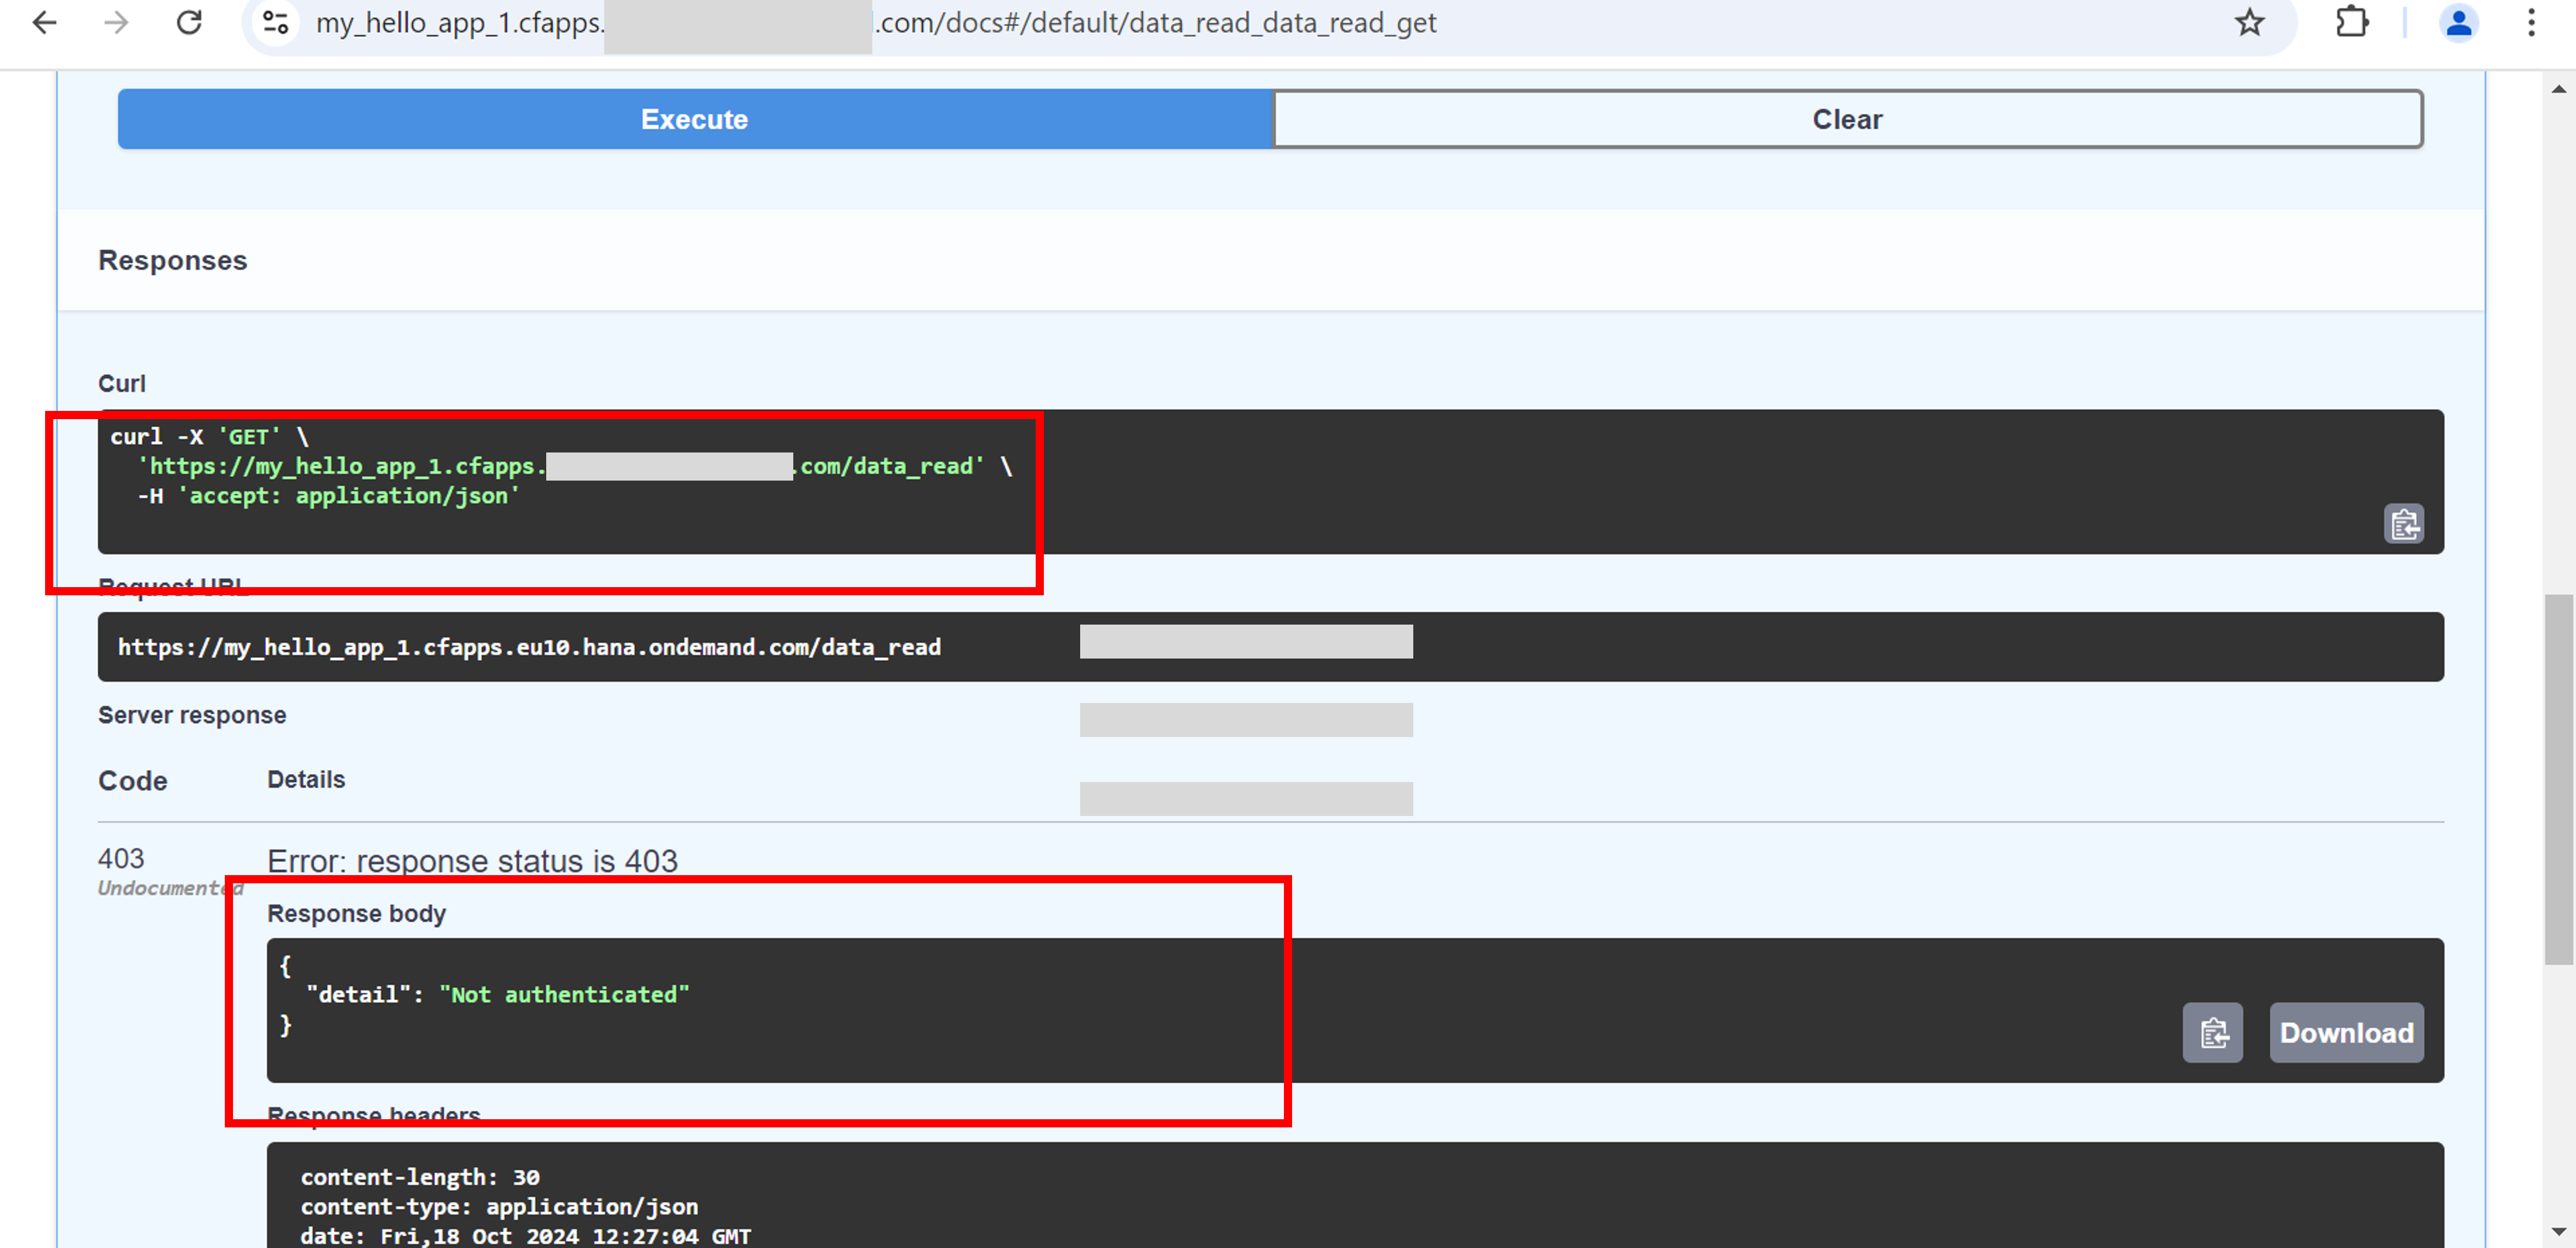 my_hello_app_1.cfapps. .com/docs#/default/data_read_data_read_get
Execute
Clear
Responses
Curl
curl -X 'GET' \
'https://my_hello_app_1.cfapps. .com/data_read' \
-H 'accept: application/json'
Request URL
https://my_hello_app_1.cfapps.eu10.hana.ondemand.com/data_read
Server response
Code Details
403 Error: response status is 403
Undocumented
Response body
{
"detail": "Not authenticated"
}
Download
Response headers
content-length: 30
content-type: application/json
date: Fri,18 Oct 2024 12:27:04 GMT